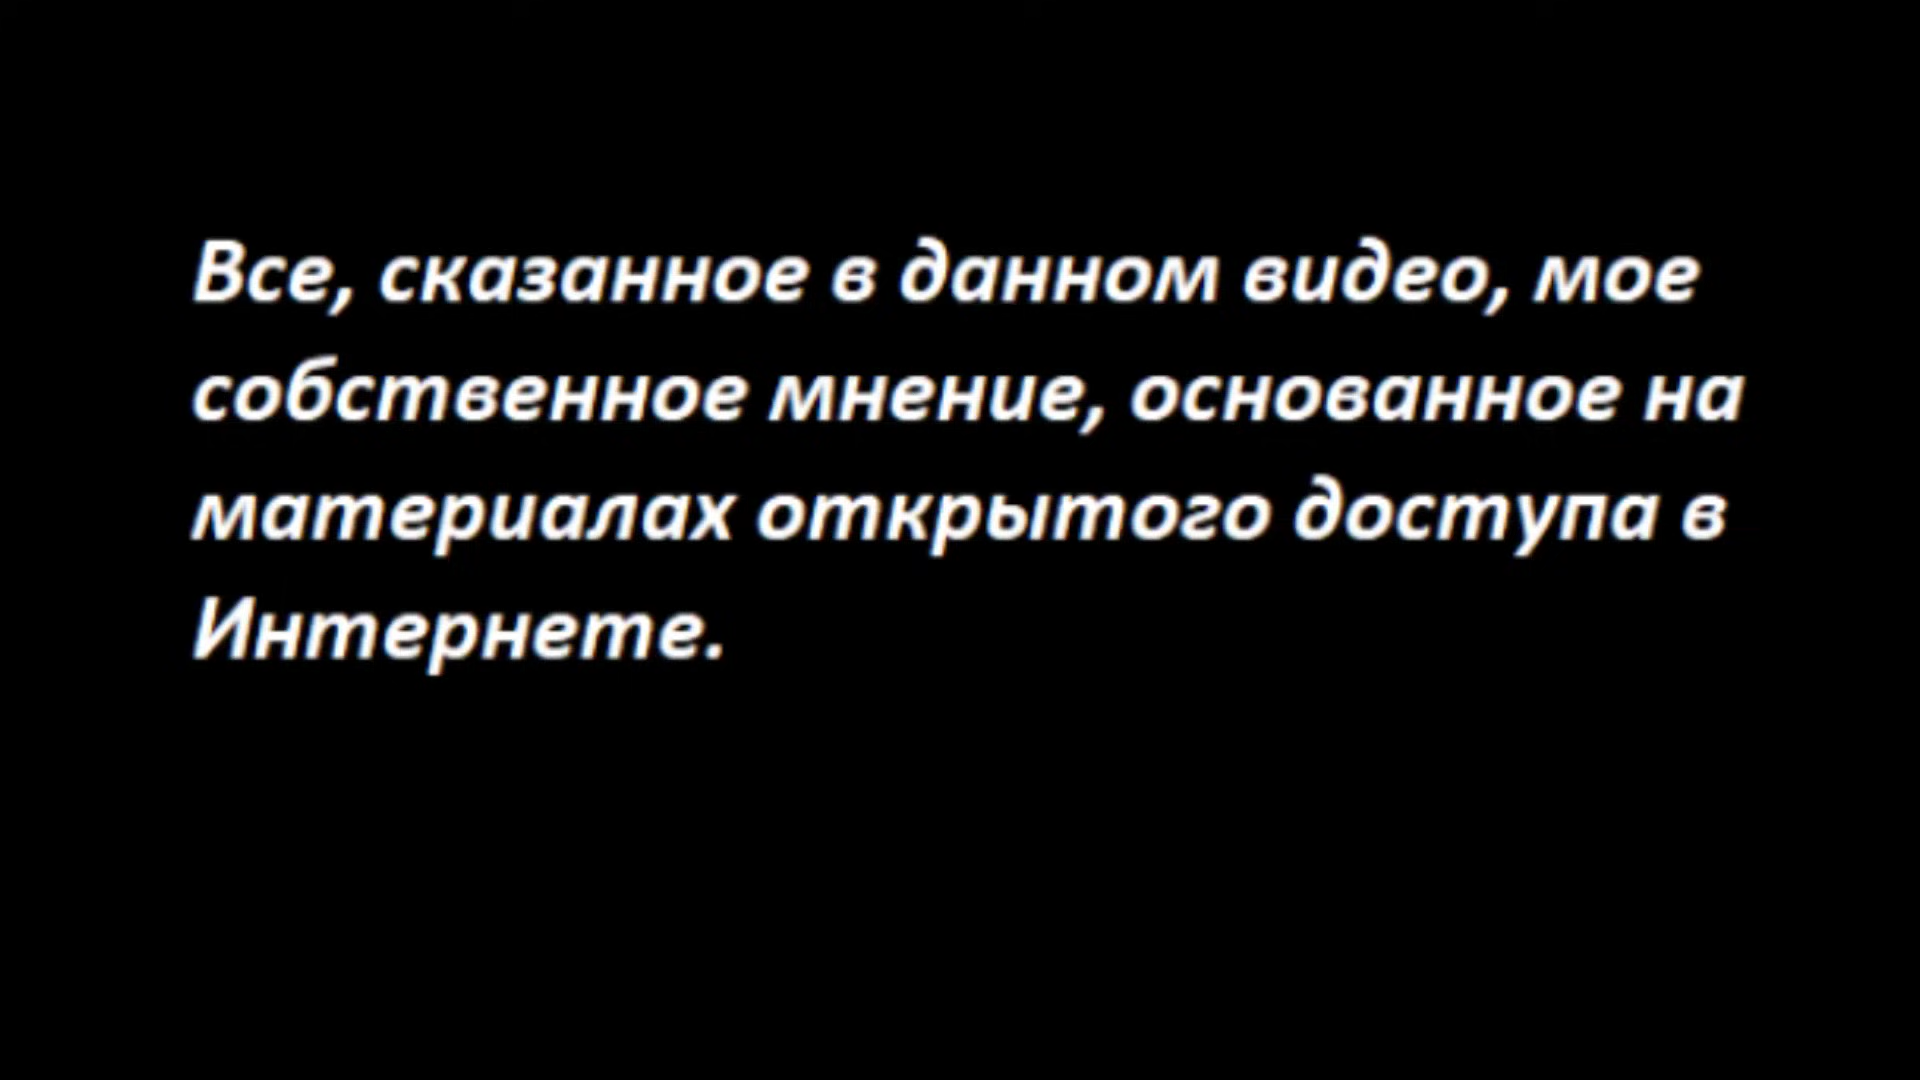 Все, сказанное в данном видео, мое
собственное мнение, основанное на
материалах открытого доступа в
Интернете.